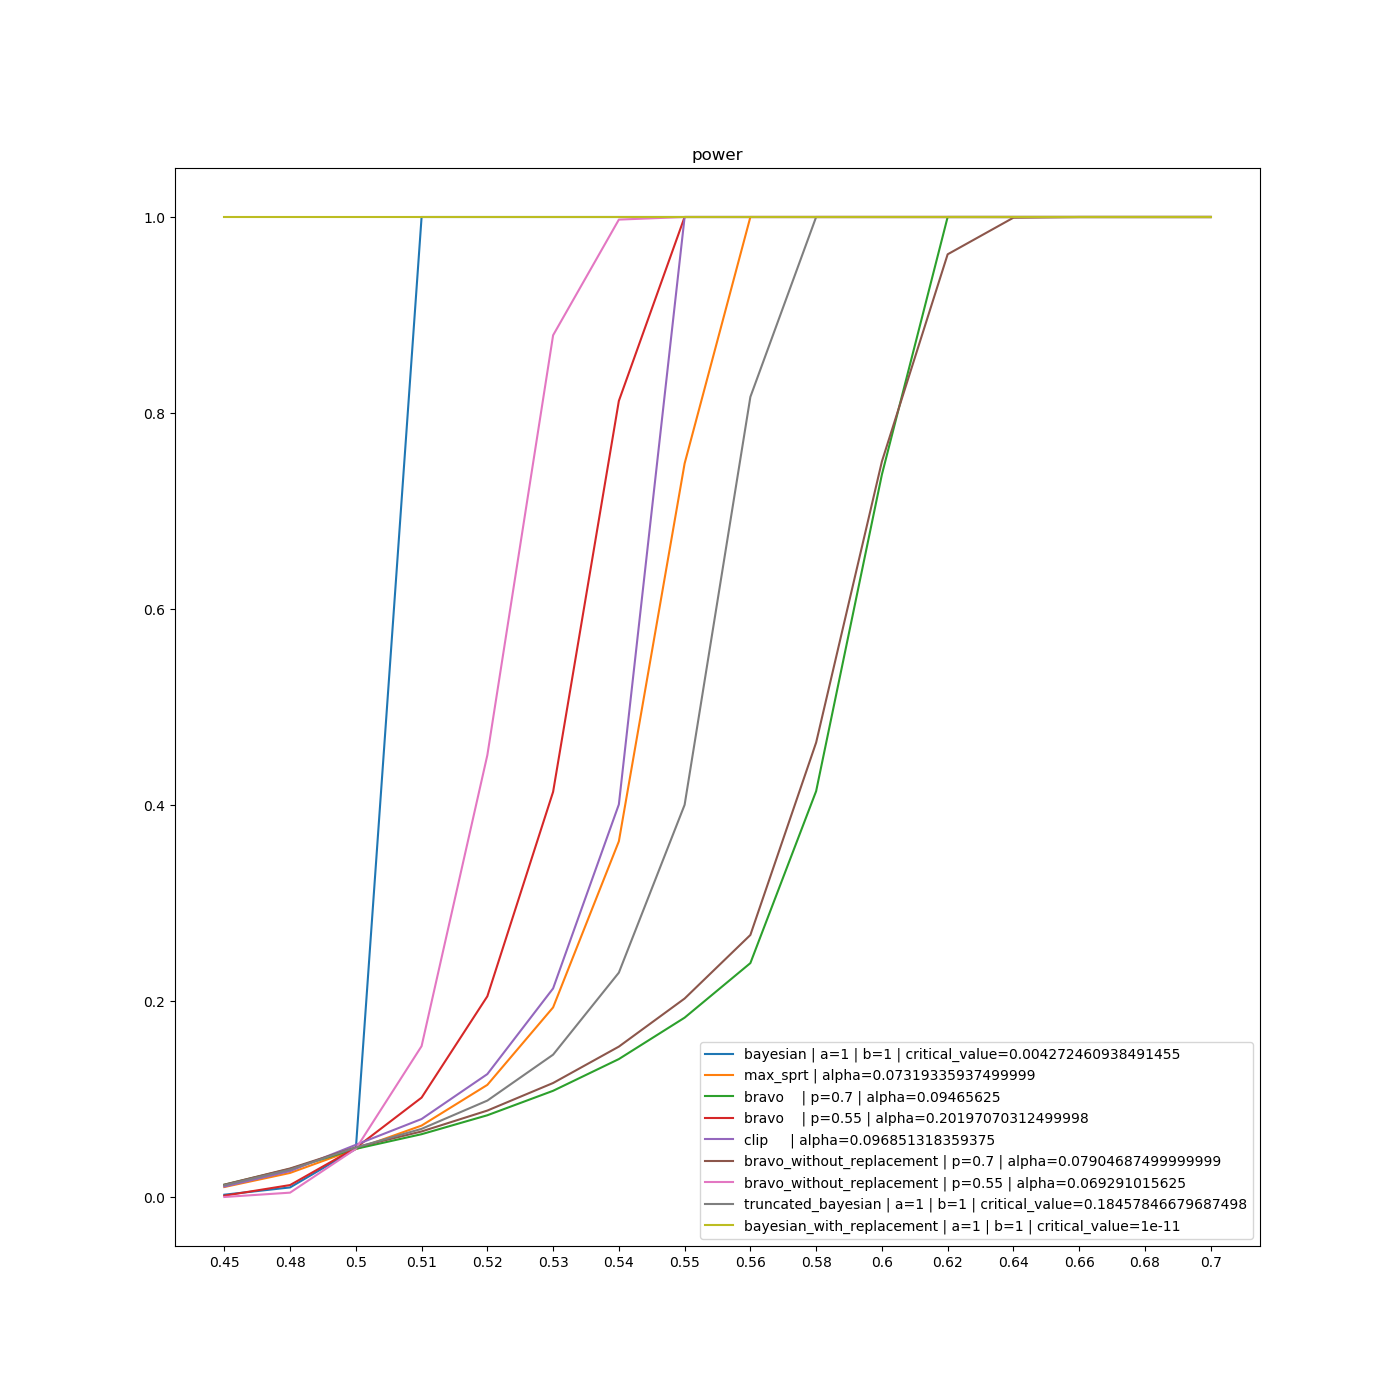 power
1.0
0.8
0.6
0.4
0.2
0.0
bayesian | a=1 | b=1 | critical_value=0.004272460938491455
max_sprt | alpha=0.07319335937499999
bravo    | p=0.7 | alpha=0.09465625
bravo    | p=0.55 | alpha=0.20197070312499998
clip     | alpha=0.096851318359375
bravo_without_replacement | p=0.7 | alpha=0.07904687499999999
bravo_without_replacement | p=0.55 | alpha=0.069291015625
truncated_bayesian | a=1 | b=1 | critical_value=0.18457846679687498
bayesian_with_replacement | a=1 | b=1 | critical_value=1e-11
0.45 0.48 0.5 0.51 0.52 0.53 0.54 0.55 0.56 0.58 0.6 0.62 0.64 0.66 0.68 0.7